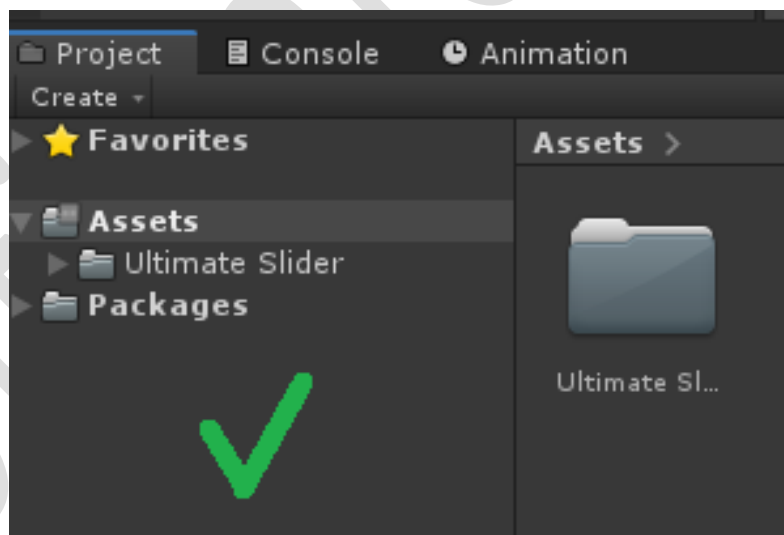 Project Console Animation
Create
Favorites
Assets >
Assets
Ultimate Slider
Packages
Ultimate Sl...